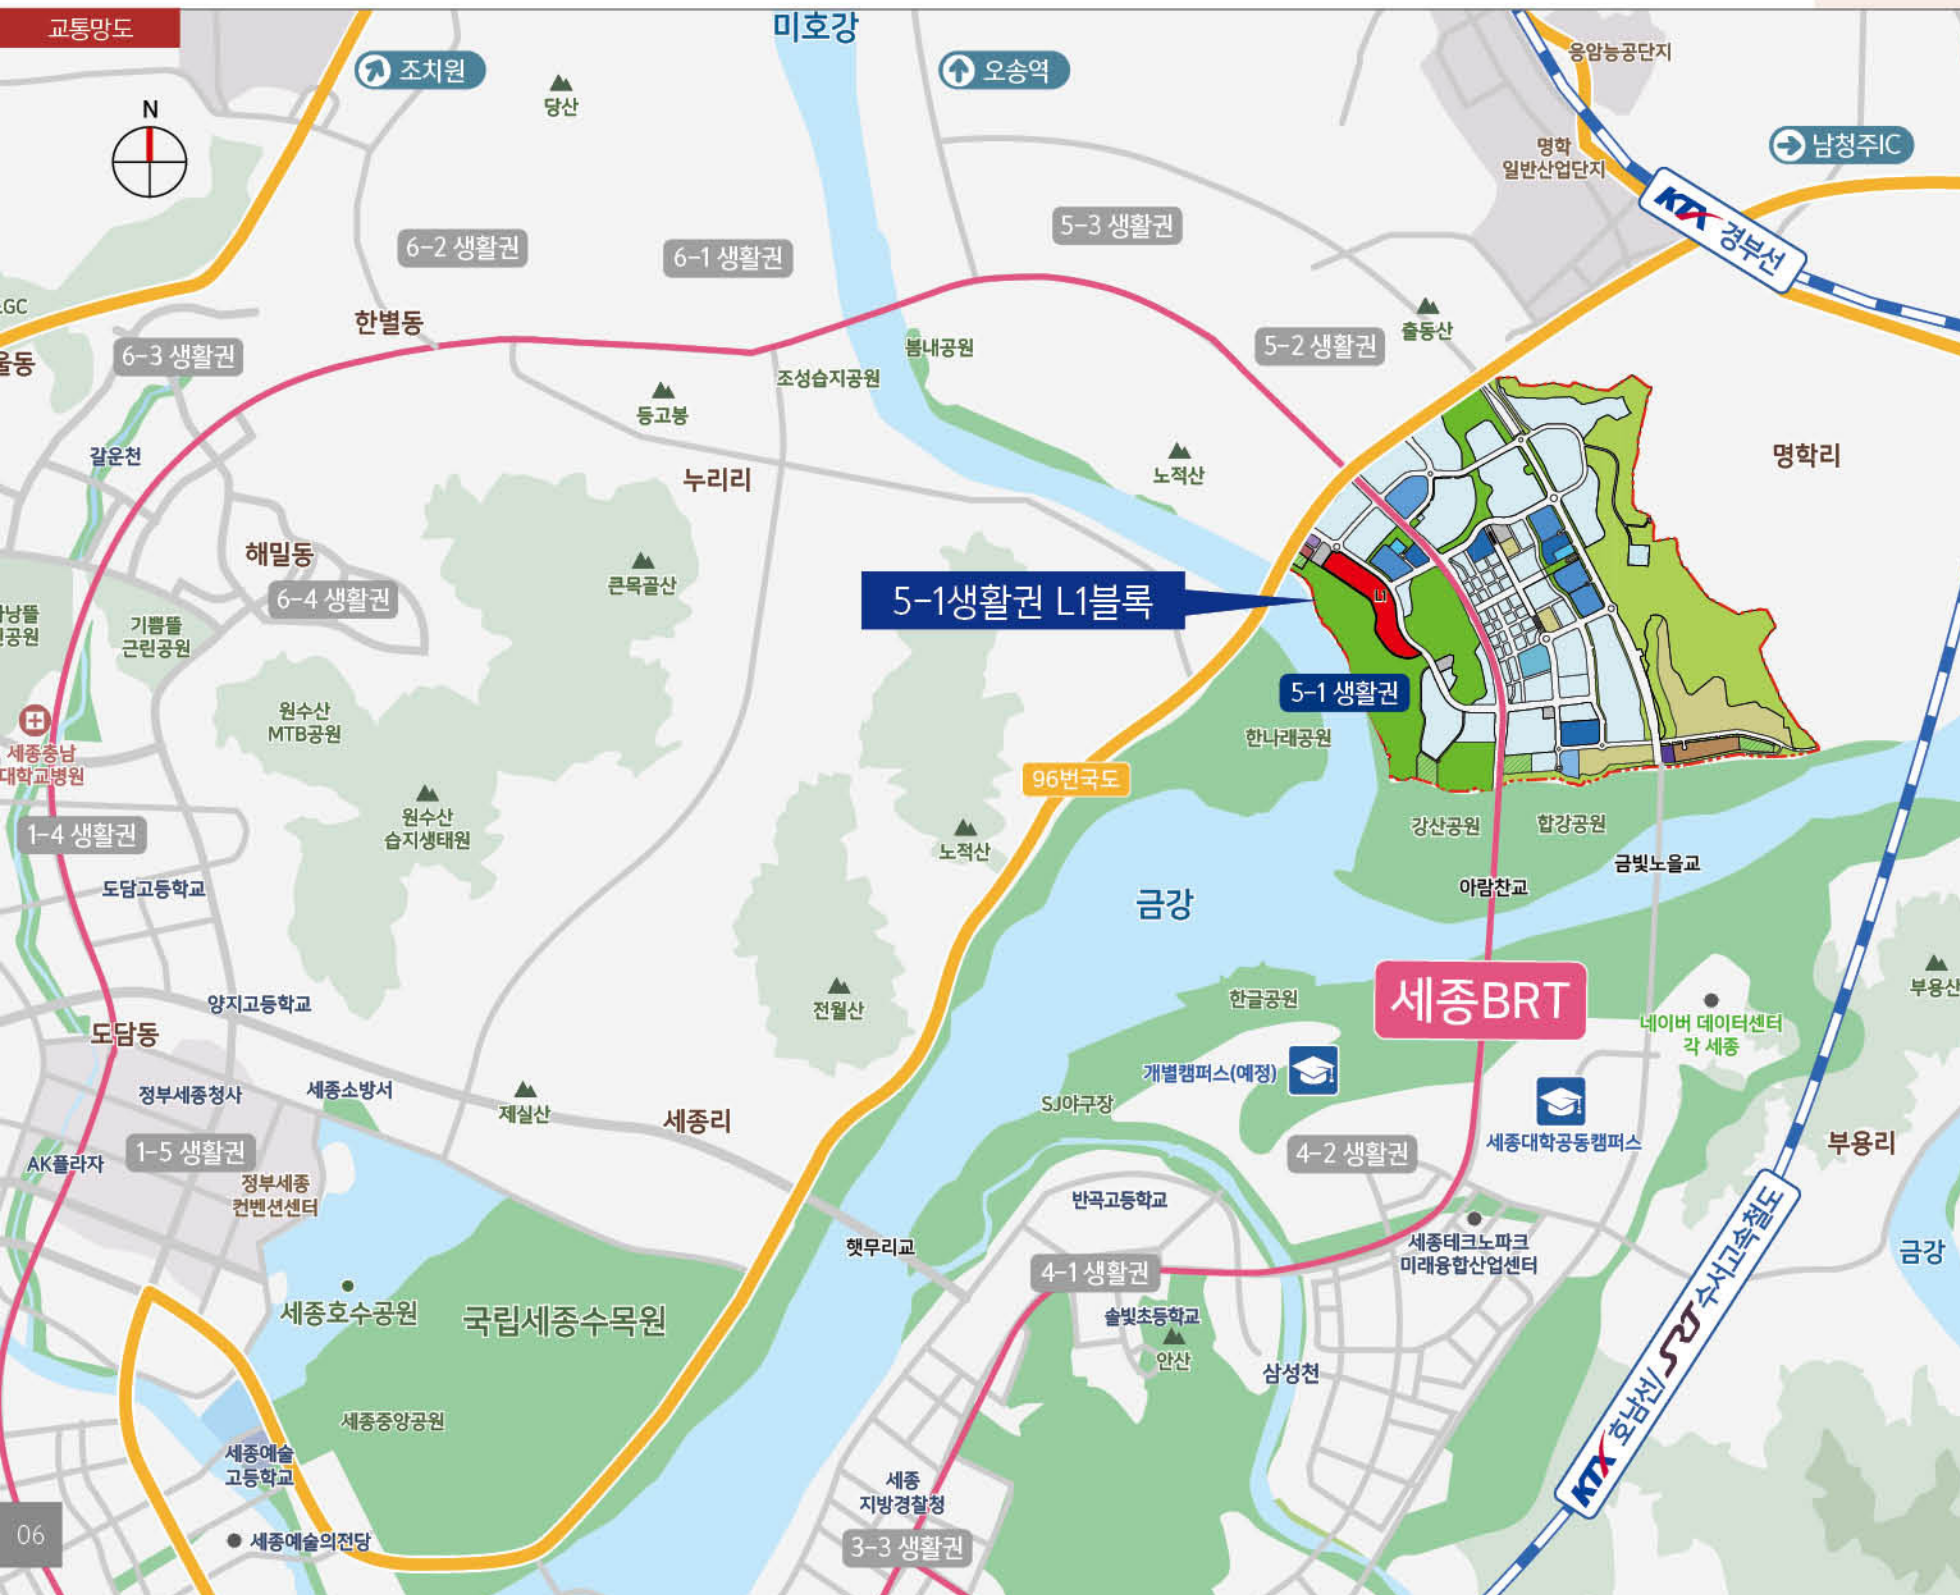 교통망도
미호강
조치원
오송역
응암능공단지
당산
N
명학
일반산업단지
남청주IC
KTX 경부선
5-3 생활권
6-2 생활권
6-1 생활권
GC
한별동
출동산
봄내공원
5-2 생활권
6-3 생활권
울동
조성습지공원
등고봉
갈운천
누리리
노적산
명학리
해밀동
큰목골산
6-4 생활권
5-1생활권 L1블록
L1
기쁨뜰
근린공원
낭뜰
공원
5-1 생활권
원수산
MTB공원
한나래공원
세종충남
대학교병원
96번국도
원수산
습지생태원
1-4 생활권
노적산
강산공원
합강공원
금빛노을교
아람찬교
도담고등학교
금강
양지고등학교
전월산
한글공원
세종BRT
부용산
네이버 데이터센터
각 세종
도담동
개별캠퍼스(예정)
정부세종청사
세종소방서
제실산
세종리
SJ야구장
세종대학공동캠퍼스
부용리
1-5 생활권
AK플라자
4-2 생활권
정부세종
컨벤션센터
반곡고등학교
햇무리교
세종테크노파크
미래융합산업센터
금강
4-1 생활권
세종호수공원
국립세종수목원
솔빛초등학교
안산
삼성천
KTX 호남선/SRT 수서고속철도
세종중앙공원
세종예술
고등학교
세종
지방경찰청
06
세종예술의전당
3-3 생활권